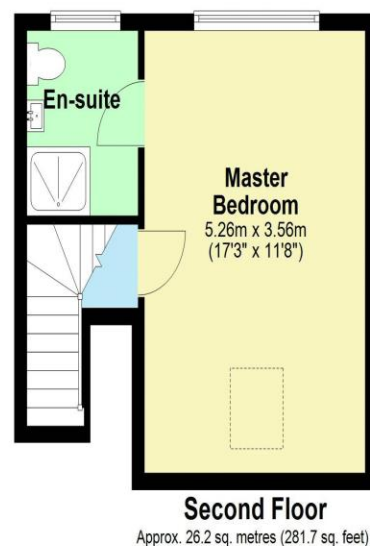 En-suite
Master
Bedroom
5.26m x 3.56m
(17'3" x 11'8")
Second Floor
Approx. 26.2 sq. metres (281.7 sq. feet)